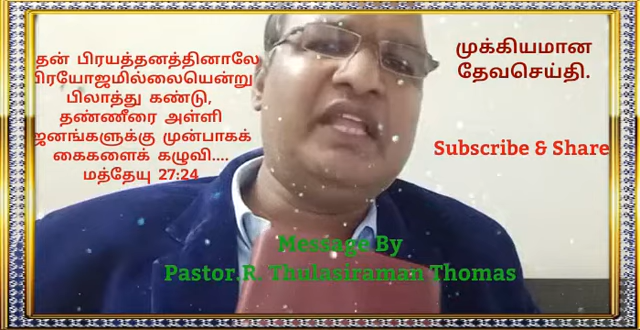 தன் பிரயத்தனத்தினாலே
பிரயோஜமில்லையென்று
பிலாத்து கண்டு,
தண்ணீரை அள்ளி
ஜனங்களுக்கு முன்பாகக்
கைகளைக் கழுவி....
மத்தேயு 27:24
முக்கியமான
தேவசெய்தி.
Subscribe & Share
Message By
Pastor.R. Thulasiraman Thomas